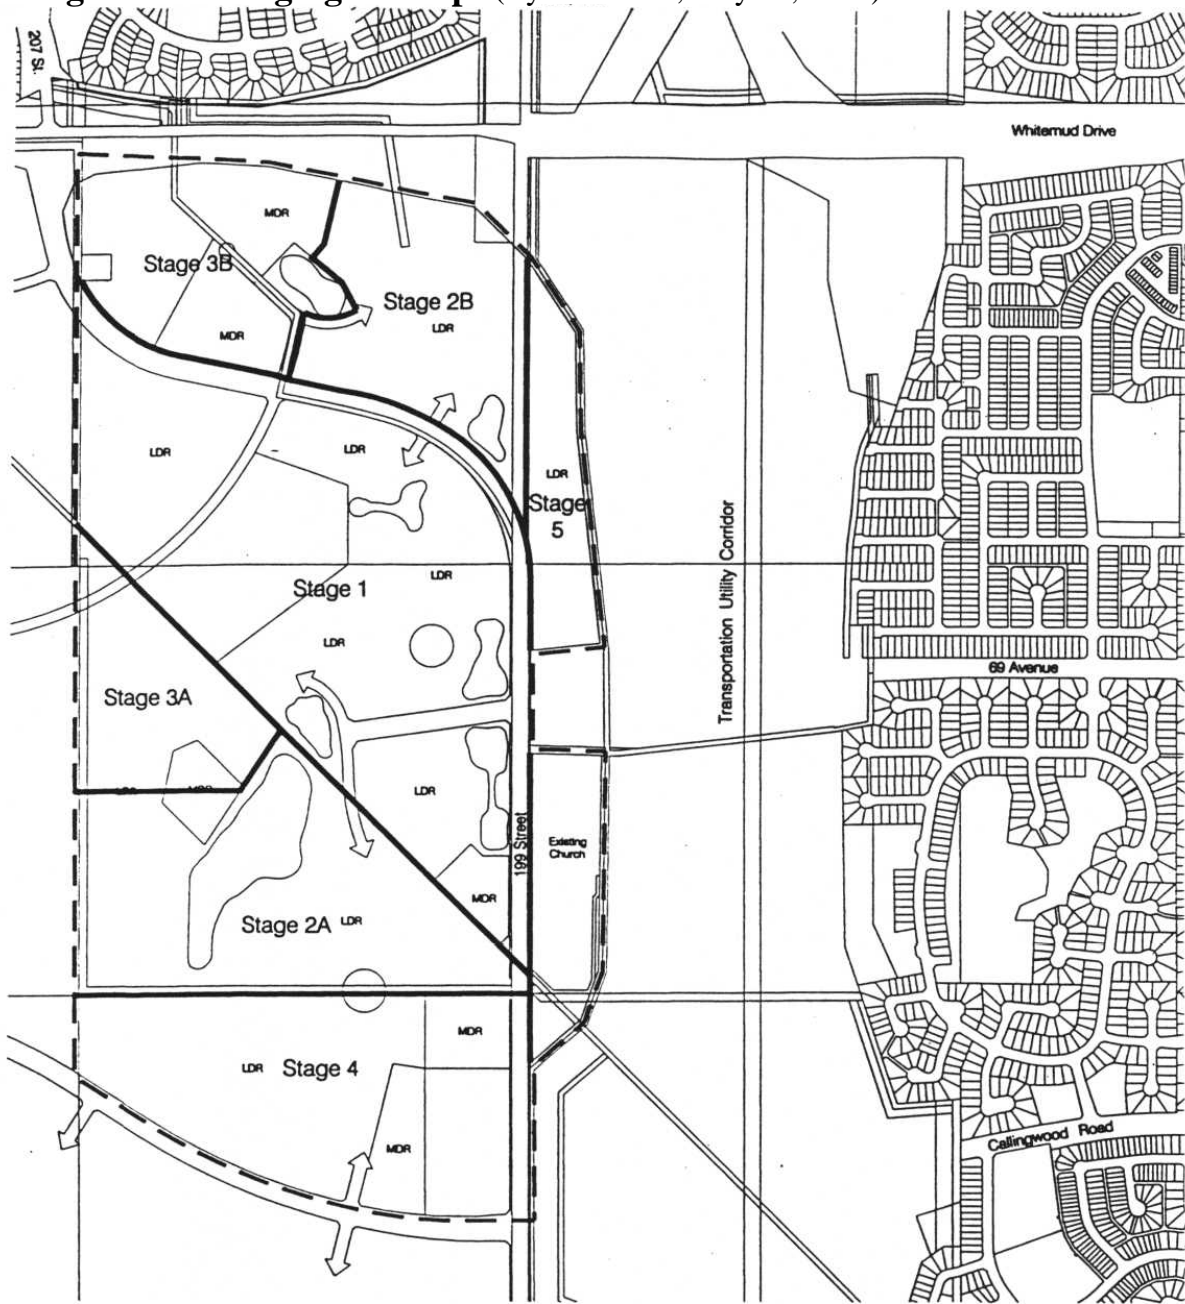 207 St.
Whitemud Drive
MDR
Stage 3B
Stage 2B
LDR
MDR
LDR
LDR
LDR
Stage
5
LDR
Stage 1
LDR
Transportation Utility Corridor
69 Avenue
Stage 3A
LDR
199 Street
Existing
Church
MDR
Stage 2A
LDR
MDR
LDR
Stage 4
MDR
Callingwood Road